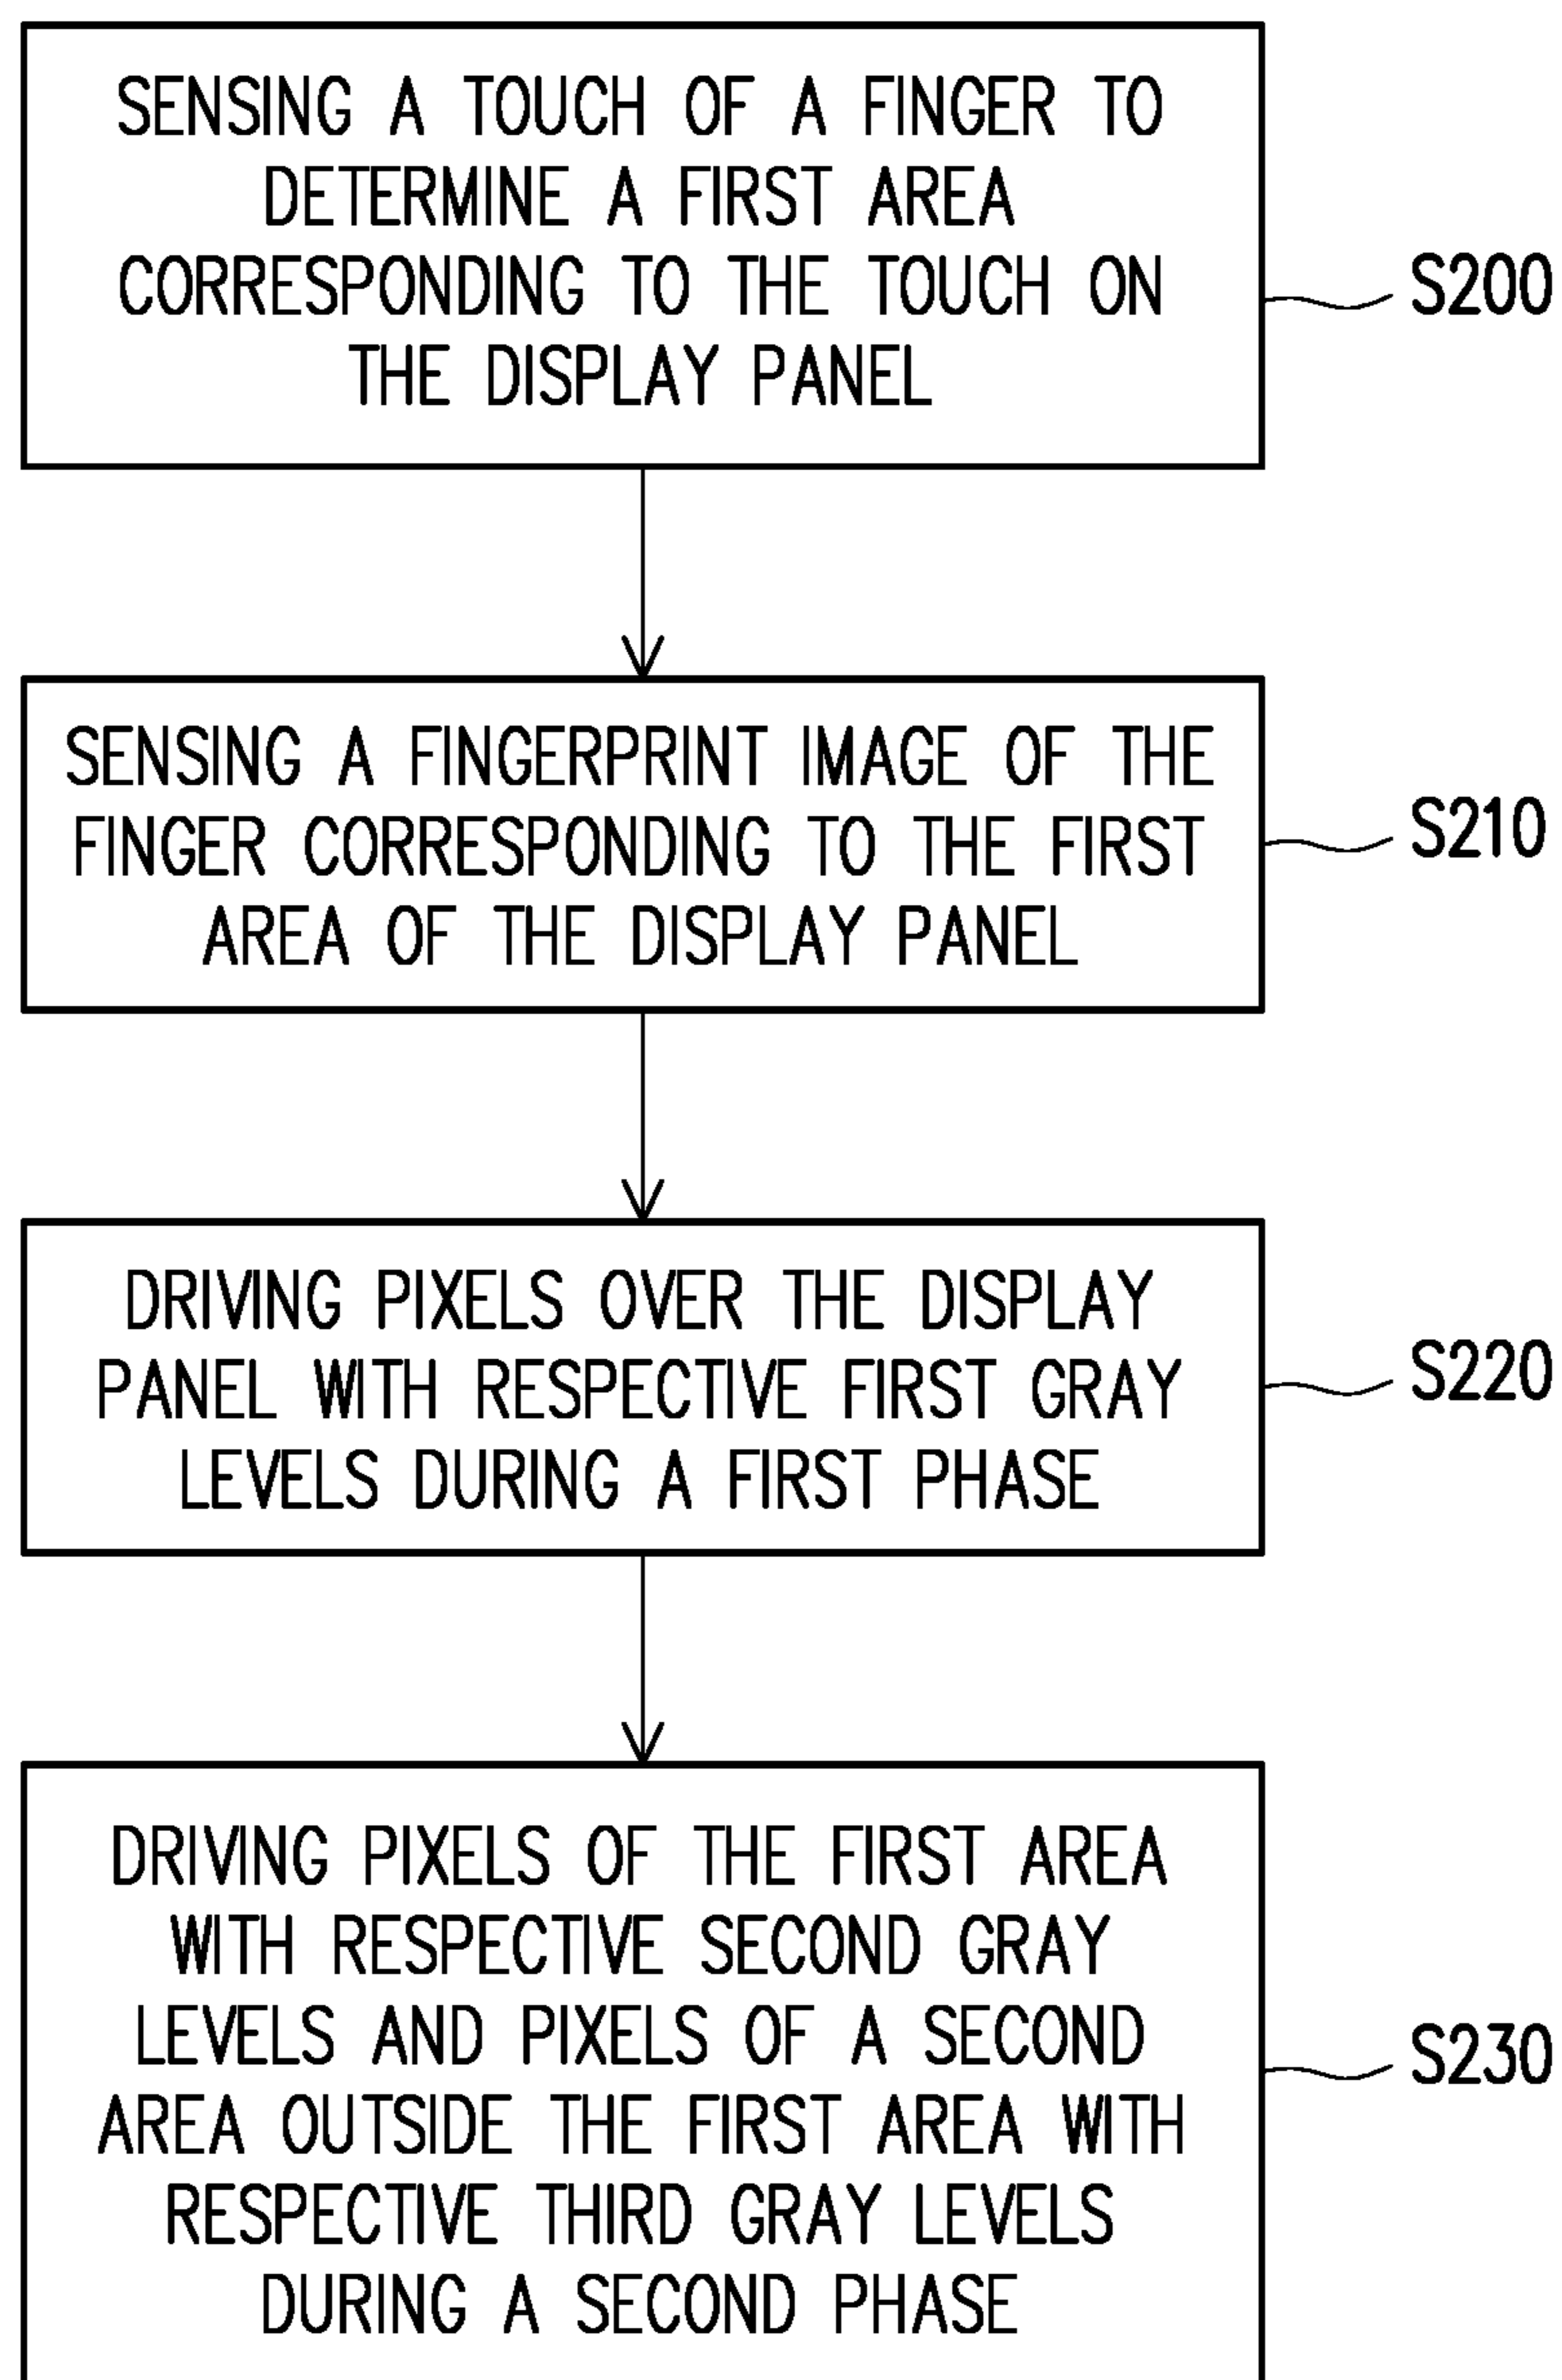 SENSING A TOUCH OF A FINGER TO
DETERMINE A FIRST AREA
CORRESPONDING TO THE TOUCH ON
THE DISPLAY PANEL
S200
SENSING A FINGERPRINT IMAGE OF THE
FINGER CORRESPONDING TO THE FIRST
AREA OF THE DISPLAY PANEL
S210
DRIVING PIXELS OVER THE DISPLAY
PANEL WITH RESPECTIVE FIRST GRAY
LEVELS DURING A FIRST PHASE
S220
DRIVING PIXELS OF THE FIRST AREA
WITH RESPECTIVE SECOND GRAY
LEVELS AND PIXELS OF A SECOND
AREA OUTSIDE THE FIRST AREA WITH
RESPECTIVE THIRD GRAY LEVELS
DURING A SECOND PHASE
S230